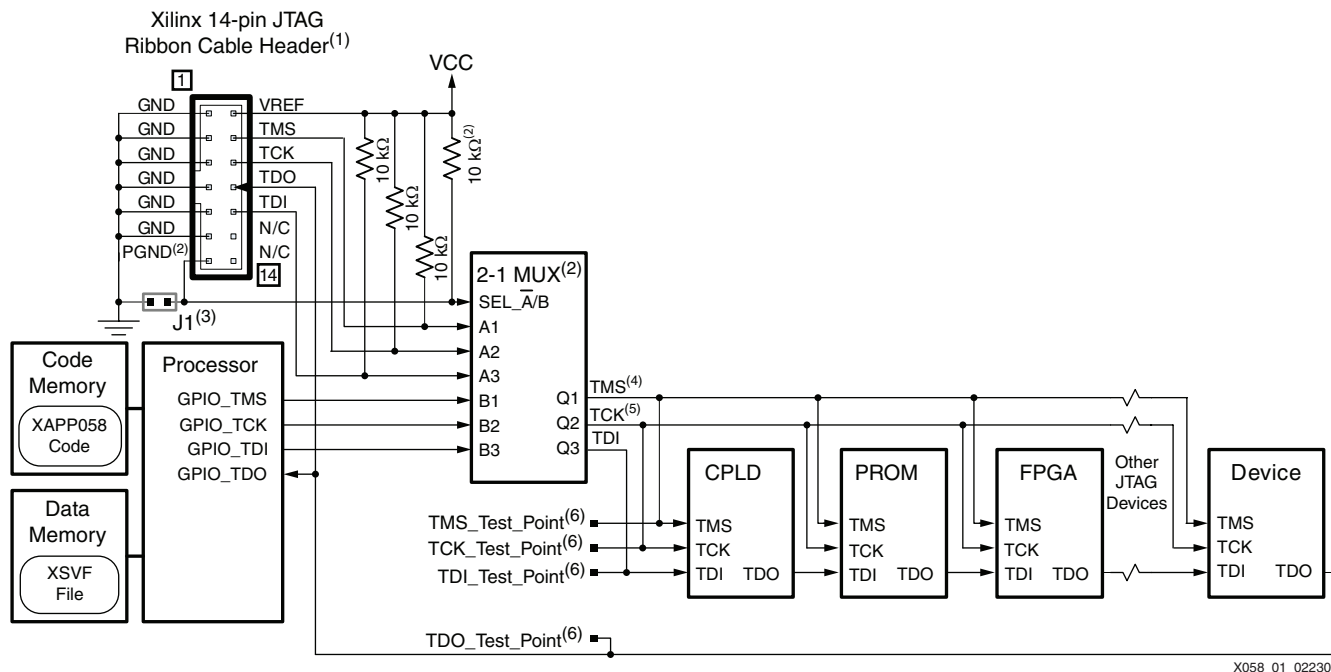 Xilinx 14-pin JTAG
Ribbon Cable Header(1)
1
VCC
GND
VREF
GND
TMS
GND
TCK
GND
TDO
GND
TDI
GND
N/C
PGND(2)
N/C
14
10 kΩ
10 kΩ
10 kΩ
10 kΩ(2)
J1(3)
2-1 MUX(2)
SEL_A̅/B
A1
A2
A3
B1
B2
B3
Q1
Q2
Q3
TMS(4)
TCK(5)
TDI
Code
Memory
XAPP058
Code
Data
Memory
XSVF
File
Processor
GPIO_TMS
GPIO_TCK
GPIO_TDI
GPIO_TDO
TMS_Test_Point(6)
TCK_Test_Point(6)
TDI_Test_Point(6)
TDO_Test_Point(6)
CPLD
TMS
TCK
TDI TDO
PROM
TMS
TCK
TDI TDO
FPGA
TMS
TCK
TDI TDO
Other
JTAG
Devices
Device
TMS
TCK
TDI TDO
X058_01_02230